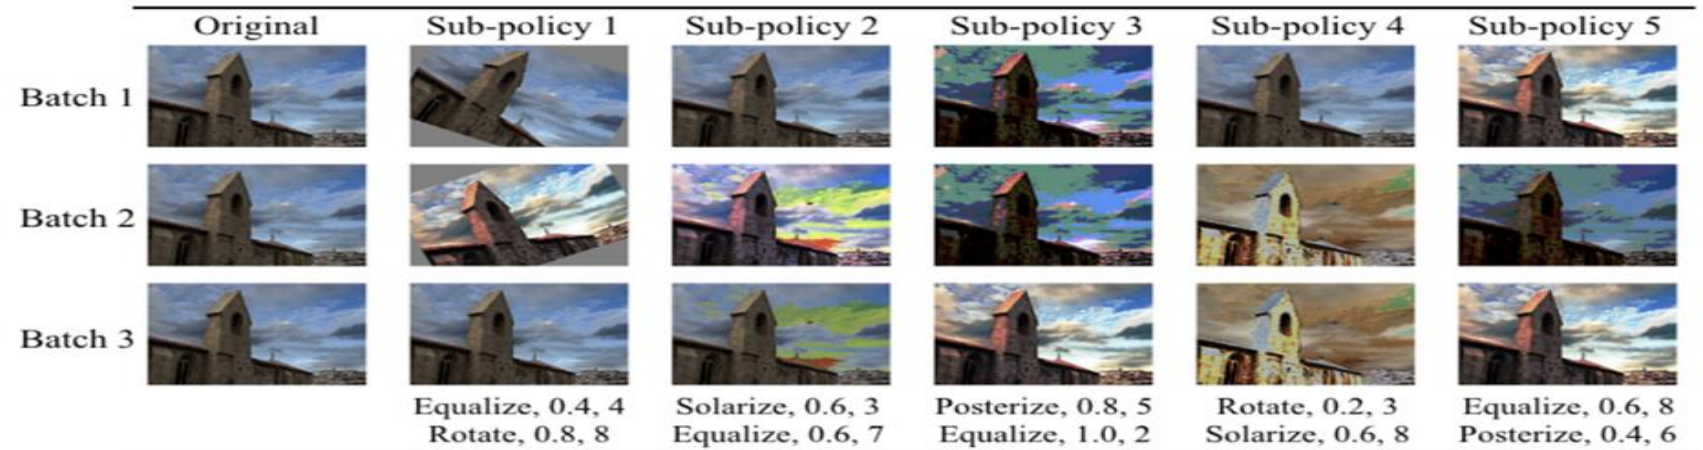 Original Sub-policy 1 Sub-policy 2 Sub-policy 3 Sub-policy 4 Sub-policy 5
Batch 1
Batch 2
Batch 3
Equalize, 0.4, 4 Solarize, 0.6, 3 Posterize, 0.8, 5 Rotate, 0.2, 3 Equalize, 0.6, 8
Rotate, 0.8, 8 Equalize, 0.6, 7 Equalize, 1.0, 2 Solarize, 0.6, 8 Posterize, 0.4, 6